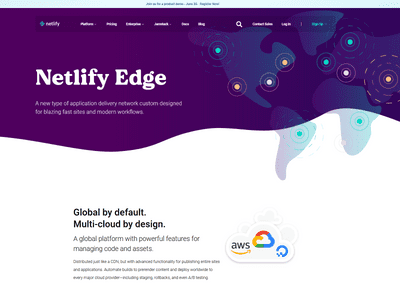 Join us for a product demo - June 30 - Register Now!
netlify Platform Pricing Enterprise Jamstack Docs Blog Contact Sales Log In Sign Up
Netlify Edge
A new type of application delivery network custom designed
for blazing fast sites and modern workflows.
Global by default.
Multi-cloud by design.
A global platform with powerful features for
managing code and assets.
aws
Distributed just like a CDN, but with advanced functionality for publishing entire sites
and applications. Automate builds to prerender content and deploy worldwide to
every major cloud provider—including staging, rollbacks, and even A/B testing